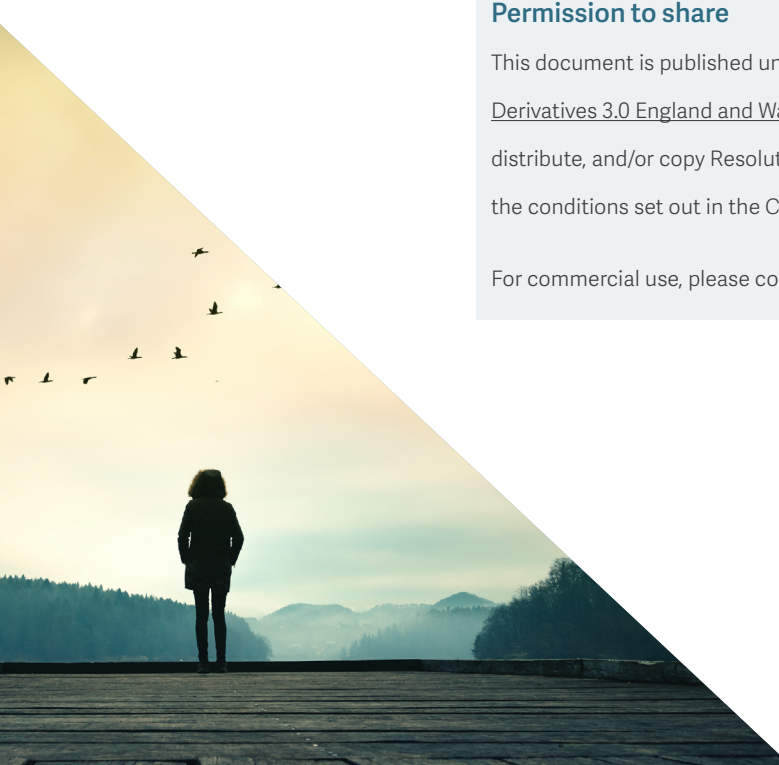 Permission to share
This document is published un
Derivatives 3.0 England and Wa
distribute, and/or copy Resolut
the conditions set out in the C
For commercial use, please co